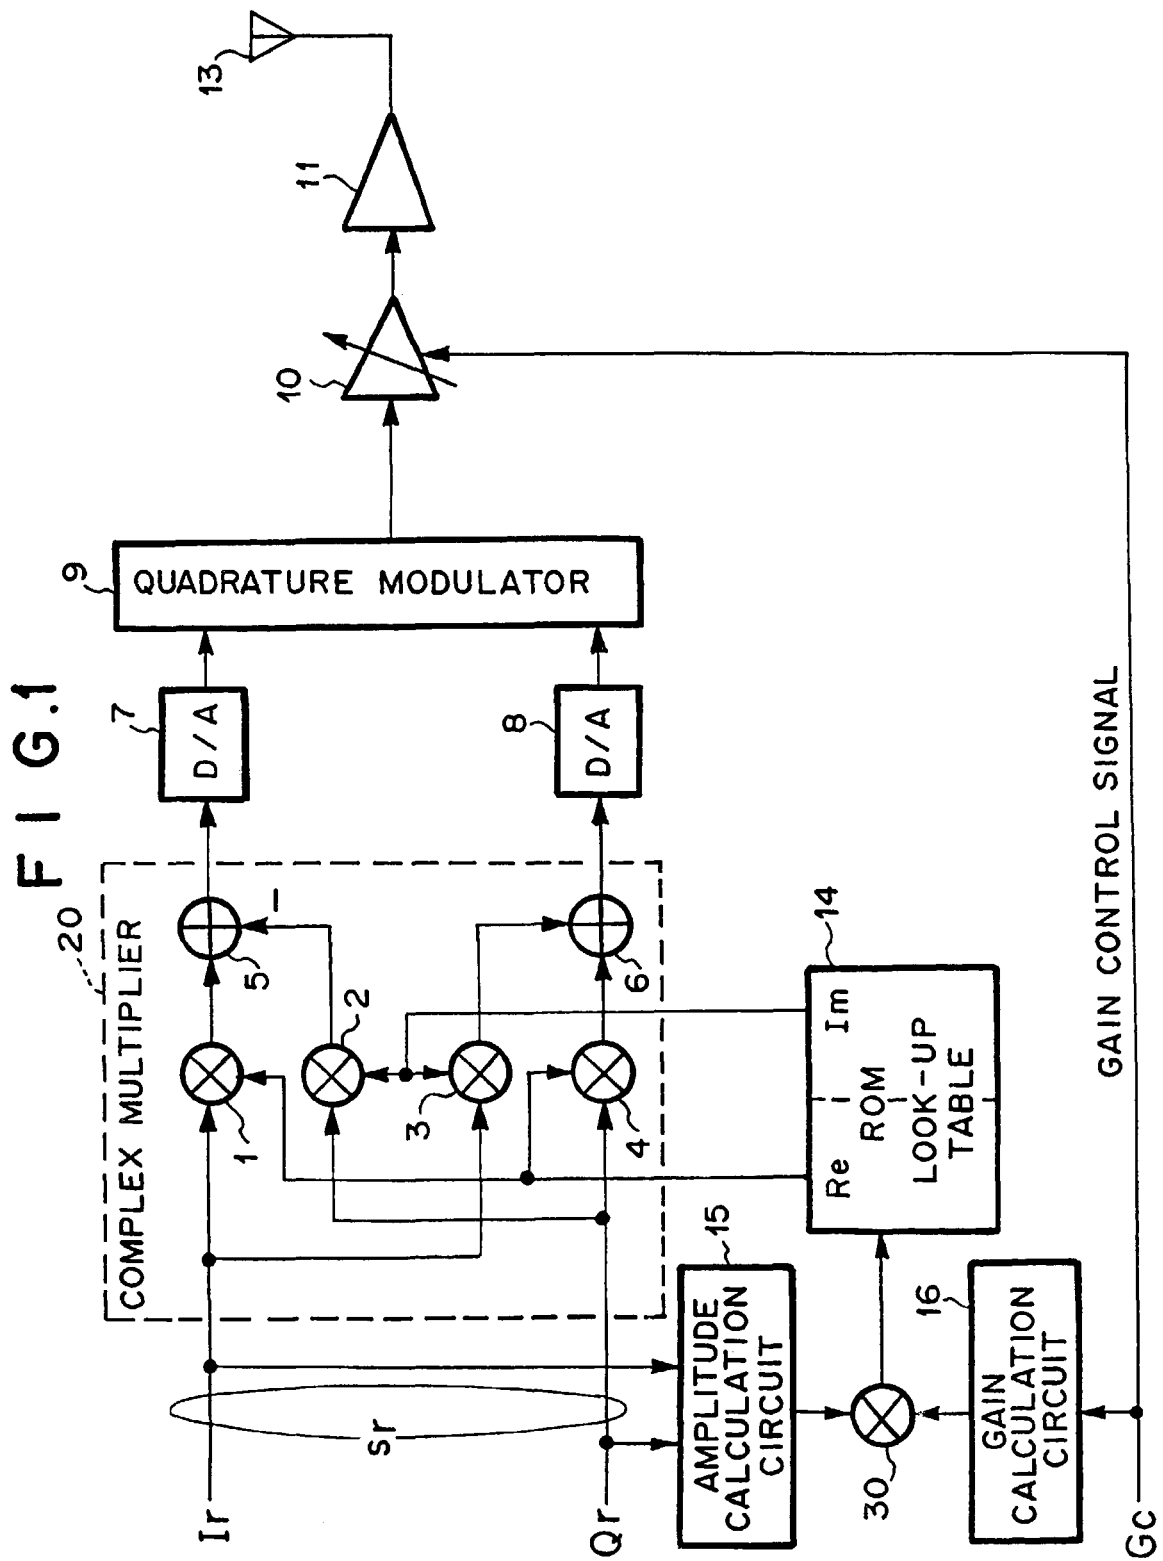 FIG.1
20
COMPLEX MULTIPLIER
Ir
Qr
Sr
1
2
3
4
5
6
–
7
D/A
8
D/A
9
QUADRATURE MODULATOR
10
11
13
14
Re
Im
ROM
LOOK-UP
TABLE
15
AMPLITUDE
CALCULATION
CIRCUIT
30
16
GAIN
CALCULATION
CIRCUIT
Gc
GAIN CONTROL SIGNAL